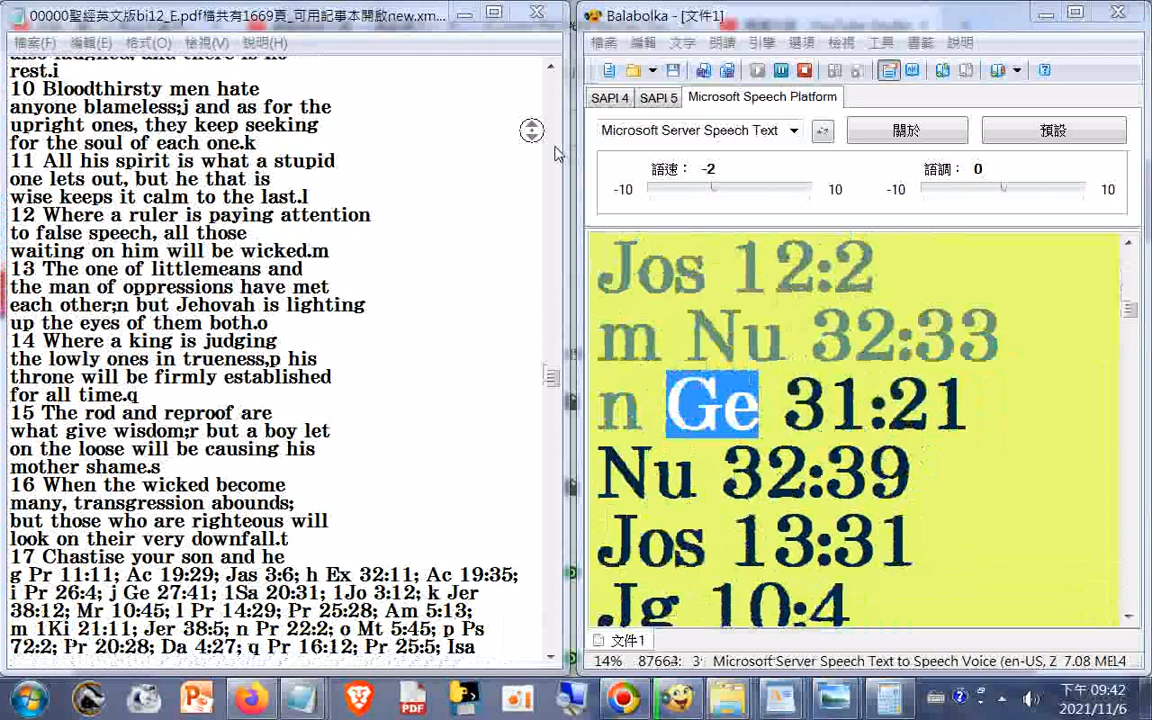 00000聖經英文版bi12_E.pdf檔共有1669頁_可用記事本開啟new.xm...
檔案(F) 編輯(E) 格式(O) 檢視(V) 說明(H)
rest.i
10 Bloodthirsty men hate
anyone blameless;j and as for the
upright ones, they keep seeking
for the soul of each one.k
11 All his spirit is what a stupid
one lets out, but he that is
wise keeps it calm to the last.l
12 Where a ruler is paying attention
to false speech, all those
waiting on him will be wicked.m
13 The one of littlemeans and
the man of oppressions have met
each other;n but Jehovah is lighting
up the eyes of them both.o
14 Where a king is judging
the lowly ones in trueness,p his
throne will be firmly established
for all time.q
15 The rod and reproof are
what give wisdom;r but a boy let
on the loose will be causing his
mother shame.s
16 When the wicked become
many, transgression abounds;
but those who are righteous will
look on their very downfall.t
17 Chastise your son and he
g Pr 11:11; Ac 19:29; Jas 3:6; h Ex 32:11; Ac 19:35;
i Pr 26:4; j Ge 27:41; 1Sa 20:31; 1Jo 3:12; k Jer
38:12; Mr 10:45; l Pr 14:29; Pr 25:28; Am 5:13;
m 1Ki 21:11; Jer 38:5; n Pr 22:2; o Mt 5:45; p Ps
72:2; Pr 20:28; Da 4:27; q Pr 16:12; Pr 25:5; Isa
Balabolka - [文件1]
檔案 編輯 文字 朗讀 引擎 選項 檢視 工具 書籤 說明
SAPI 4 SAPI 5 Microsoft Speech Platform
Microsoft Server Speech Text 關於 預設
語速： -2 語調： 0
-10 10 -10 10
Jos 12:2
m Nu 32:33
n Ge 31:21
Nu 32:39
Jos 13:31
Jg 10:4
文件1
14% Microsoft Server Speech Text to Speech Voice (en-US, Z 7.08 ME
下午 09:42
2021/11/6